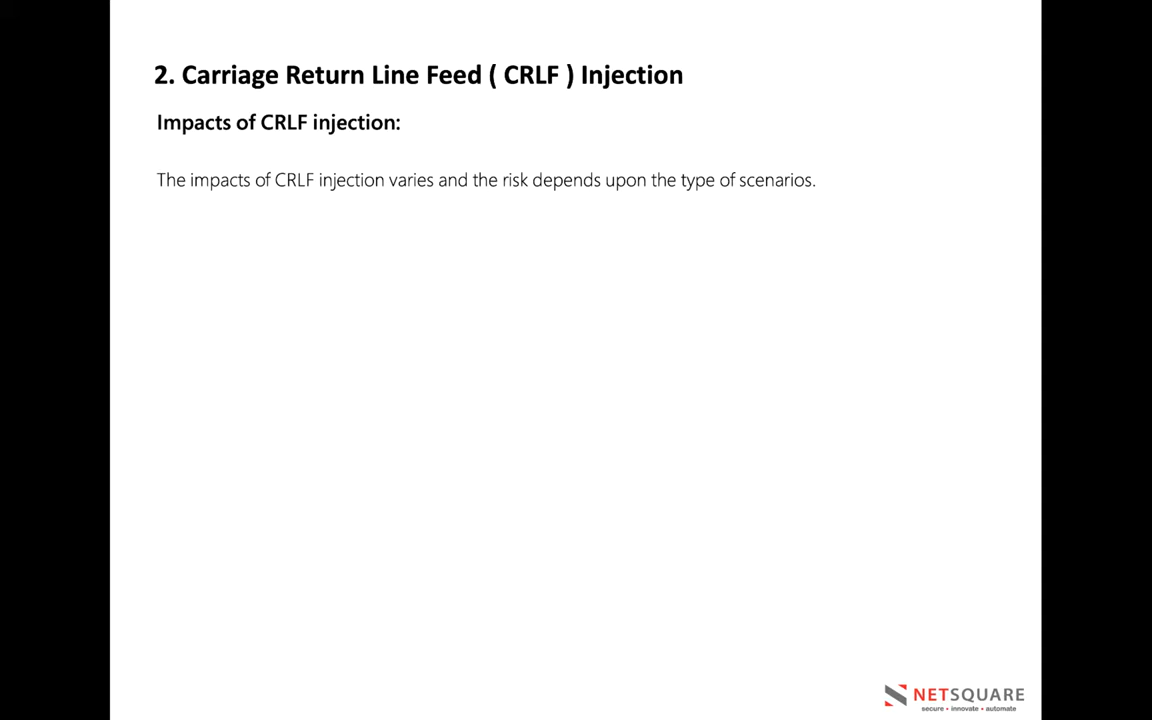 2. Carriage Return Line Feed ( CRLF ) Injection
Impacts of CRLF injection:
The impacts of CRLF injection varies and the risk depends upon the type of scenarios.
NETSQUARE
secure • innovate • automate